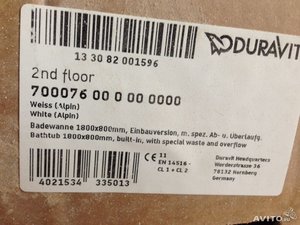 DURAVIT
13 30 82 001596
2nd floor
700076 00 0 00 0000
Weiss (Alpin)
White (Alpin)
Badewanne 1800x800mm, Einbauversion, m. spez. Ab- u. Überlaufg.
Bathtub 1800x800mm, built-in, with special waste and overflow
CE
11
EN 14516 -
CL 1 + CL 2
Duravit Headquarters
Werderstrasse 36
78132 Hornberg
Germany
4021534 335013
AVITO.ru